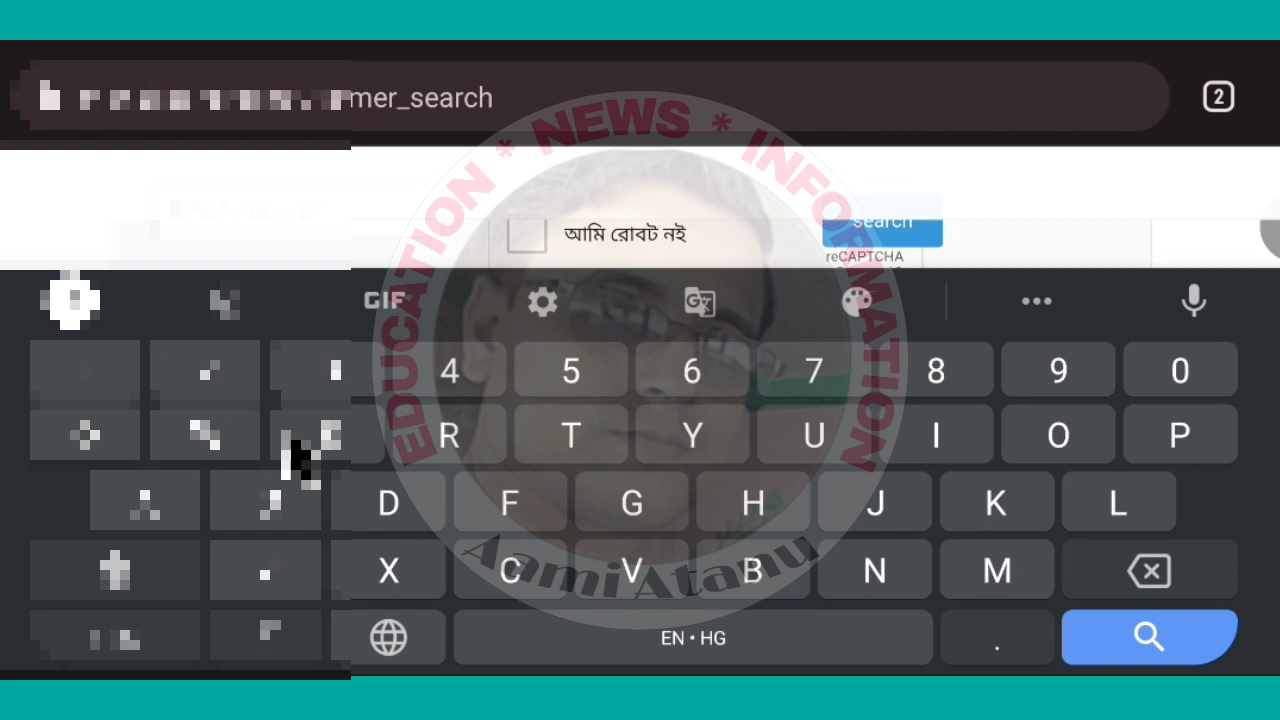 mer_search
2
EDUCATION * NEWS * INFORMATION
search
আমি রোবট নই
reCAPTCHA
GIF
4 5 6 7 8 9 0
R T Y U I O P
D F G H J K L
X C V B N M
EN • HG
.
AamiAtanu